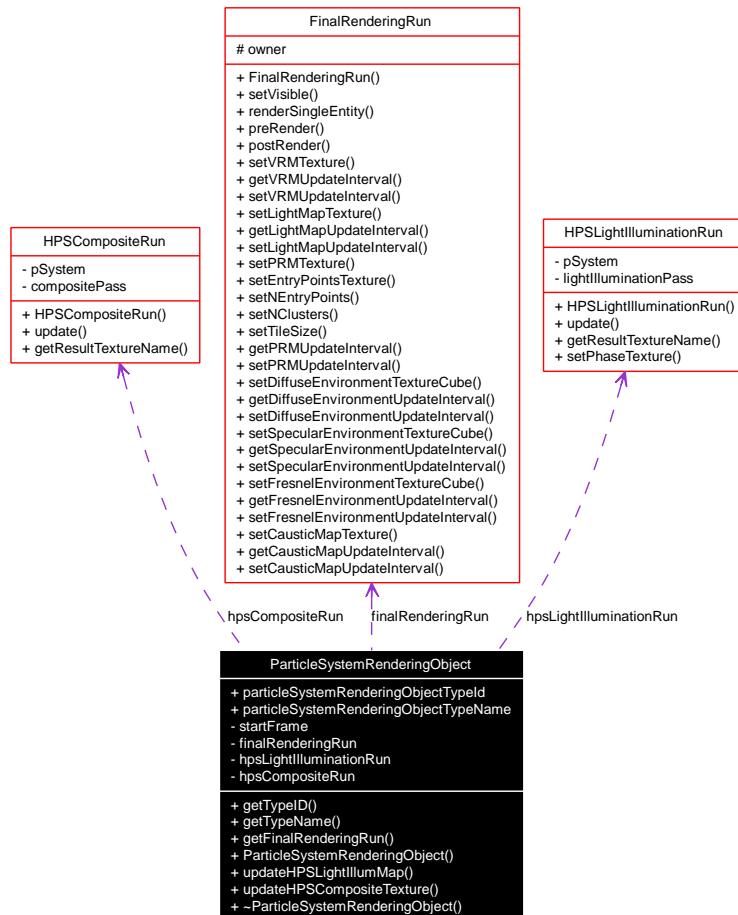 FinalRenderingRun
# owner
+ FinalRenderingRun()
+ setVisible()
+ renderSingleEntity()
+ preRender()
+ postRender()
+ setVRMTexture()
+ getVRMUpdateInterval()
+ setVRMUpdateInterval()
+ setLightMapTexture()
+ getLightMapUpdateInterval()
+ setLightMapUpdateInterval()
+ setPRMTexture()
+ setEntryPointsTexture()
+ setNEntryPoints()
+ setNClusters()
+ setTileSize()
+ getPRMUpdateInterval()
+ setPRMUpdateInterval()
+ setDiffuseEnvironmentTextureCube()
+ getDiffuseEnvironmentUpdateInterval()
+ setDiffuseEnvironmentUpdateInterval()
+ setSpecularEnvironmentTextureCube()
+ getSpecularEnvironmentUpdateInterval()
+ setSpecularEnvironmentUpdateInterval()
+ setFresnelEnvironmentTextureCube()
+ getFresnelEnvironmentUpdateInterval()
+ setFresnelEnvironmentUpdateInterval()
+ setCausticMapTexture()
+ getCausticMapUpdateInterval()
+ setCausticMapUpdateInterval()
HPSCompositeRun
- pSystem
- compositePass
+ HPSCompositeRun()
+ update()
+ getResultTextureName()
HPSLightIlluminationRun
- pSystem
- lightIlluminationPass
+ HPSLightIlluminationRun()
+ update()
+ getResultTextureName()
+ setPhaseTexture()
hpsCompositeRun
finalRenderingRun
hpsLightIlluminationRun
ParticleSystemRenderingObject
+ particleSystemRenderingObjectTypeId
+ particleSystemRenderingObjectTypeName
- startFrame
- finalRenderingRun
- hpsLightIlluminationRun
- hpsCompositeRun
+ getTypeID()
+ getTypeName()
+ getFinalRenderingRun()
+ ParticleSystemRenderingObject()
+ updateHPSLightIllumMap()
+ updateHPSCompositeTexture()
+ ~ParticleSystemRenderingObject()